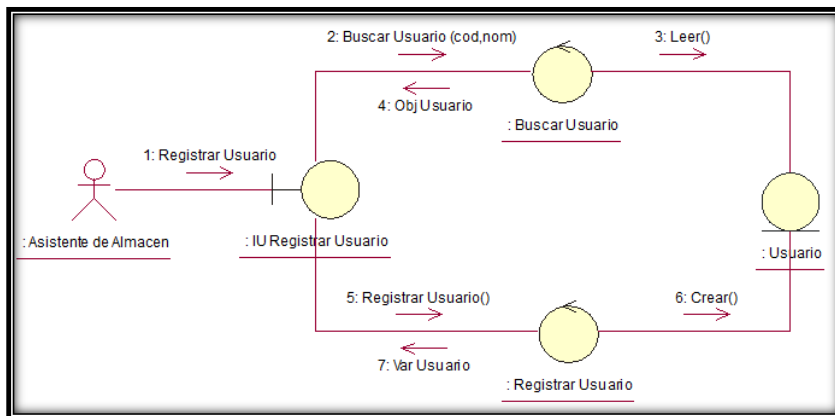 2: Buscar Usuario (cod,nom)
3: Leer()
4: Obj Usuario
: Buscar Usuario
1: Registrar Usuario
: Asistente de Almacen
: IU Registrar Usuario
: Usuario
5: Registrar Usuario()
6: Crear()
7: Var Usuario
: Registrar Usuario